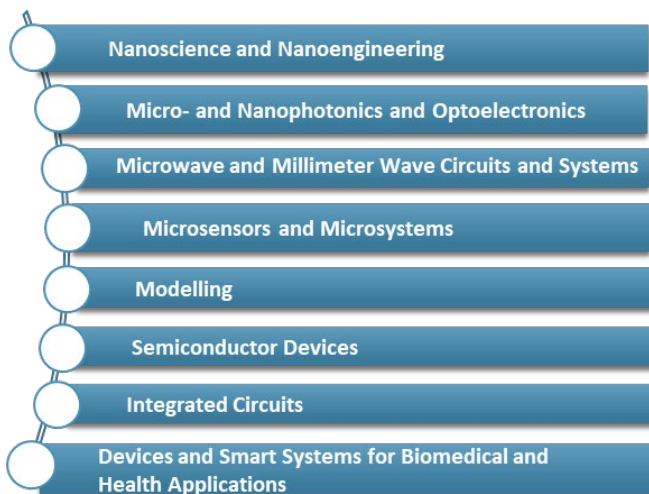 Nanoscience and Nanoengineering
Micro- and Nanophotonics and Optoelectronics
Microwave and Millimeter Wave Circuits and Systems
Microsensors and Microsystems
Modelling
Semiconductor Devices
Integrated Circuits
Devices and Smart Systems for Biomedical and
Health Applications